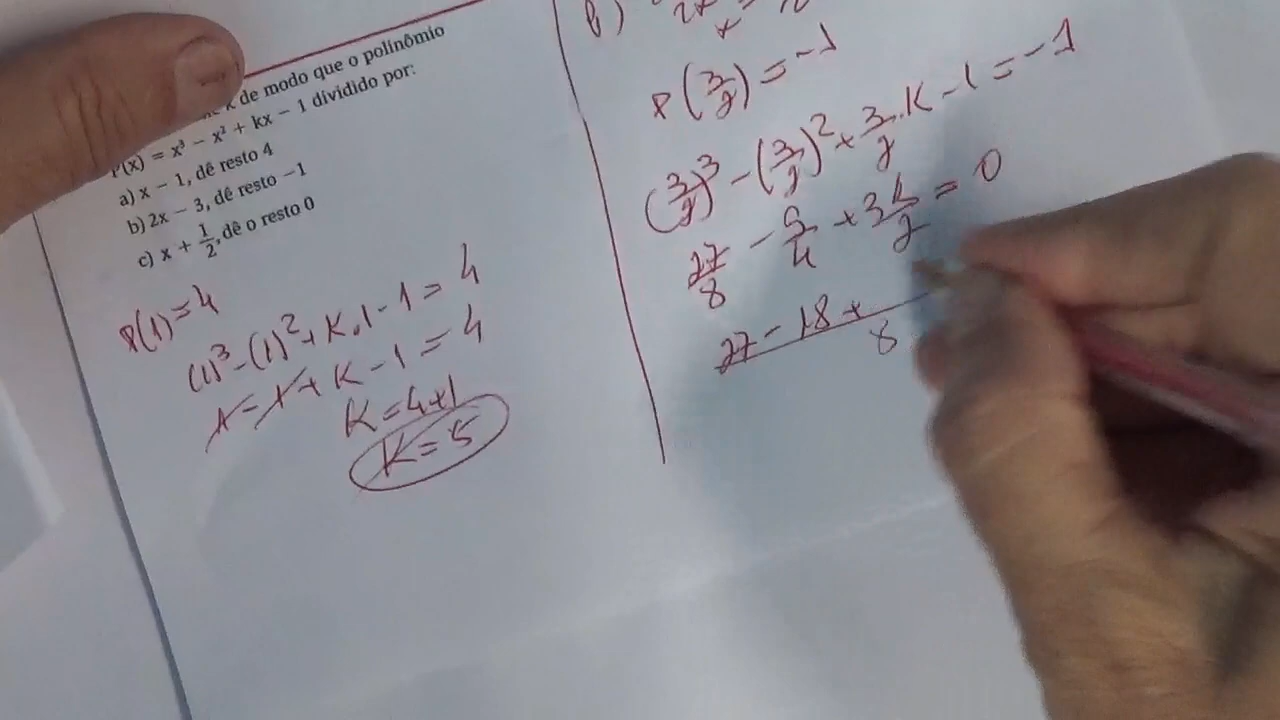 de modo que o polinômio
P(x) = x³ − x² + kx − 1 dividido por:
a) x − 1, dê resto 4
b) 2x − 3, dê resto −1
c) x + 1/2, dê o resto 0
P(1) = 4
(1)³ - (1)² + K.1 - 1 = 4
1 - 1 + K - 1 = 4
K = 4+1
K = 5
b)
P(3/2) = -1
(3/2)³ - (3/2)² + 3/2.K - 1 = -1
27/8 - 9/4 + 3k/2 = 0
27 - 18 + / 8